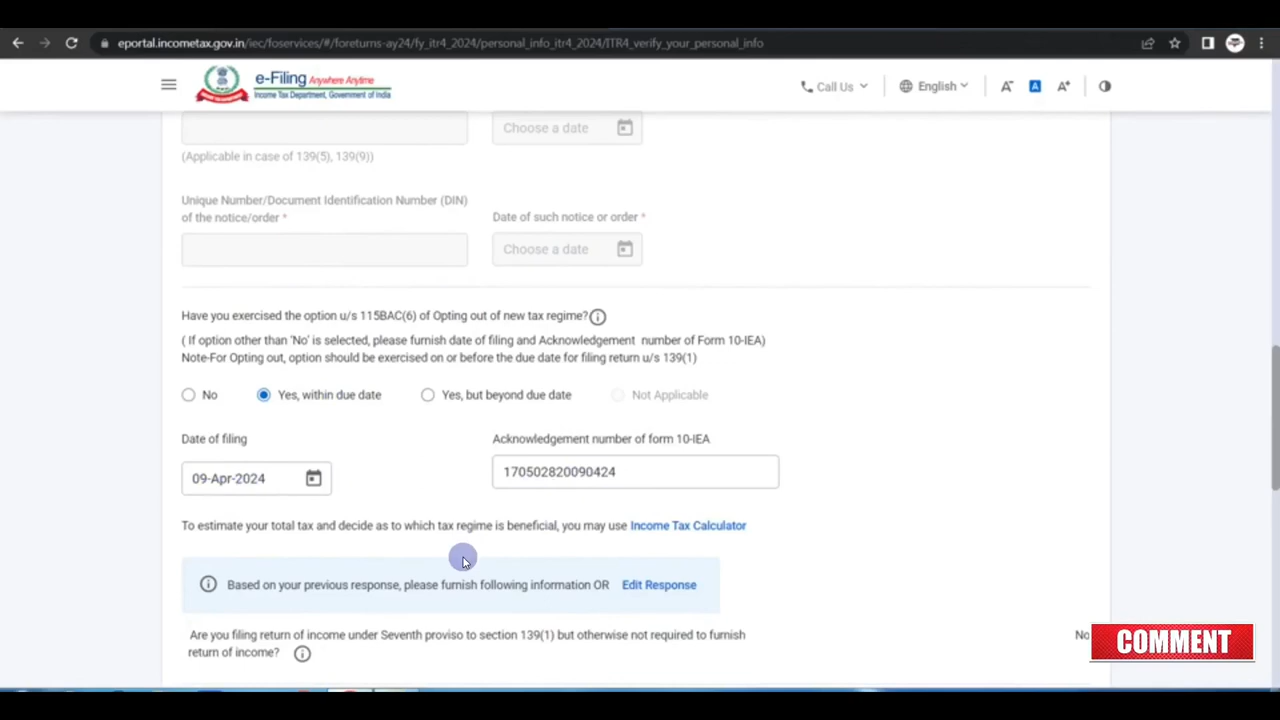 eportal.incometax.gov.in/iec/foservices/#/foreturns-ay24/fy_itr4_2024/personal_info_itr4_2024/ITR4_verify_your_personal_info
e-Filing Anywhere Anytime
Income Tax Department, Government of India
Call Us
English
A-
A
A+
Choose a date
(Applicable in case of 139(5), 139(9))
Unique Number/Document Identification Number (DIN)
of the notice/order *
Date of such notice or order *
Choose a date
Have you exercised the option u/s 115BAC(6) of Opting out of new tax regime?
( If option other than 'No' is selected, please furnish date of filing and Acknowledgement number of Form 10-IEA)
Note-For Opting out, option should be exercised on or before the due date for filing return u/s 139(1)
No
Yes, within due date
Yes, but beyond due date
Not Applicable
Date of filing
Acknowledgement number of form 10-IEA
09-Apr-2024
170502820090424
To estimate your total tax and decide as to which tax regime is beneficial, you may use Income Tax Calculator
Based on your previous response, please furnish following information OR Edit Response
Are you filing return of income under Seventh proviso to section 139(1) but otherwise not required to furnish
return of income?
No
COMMENT